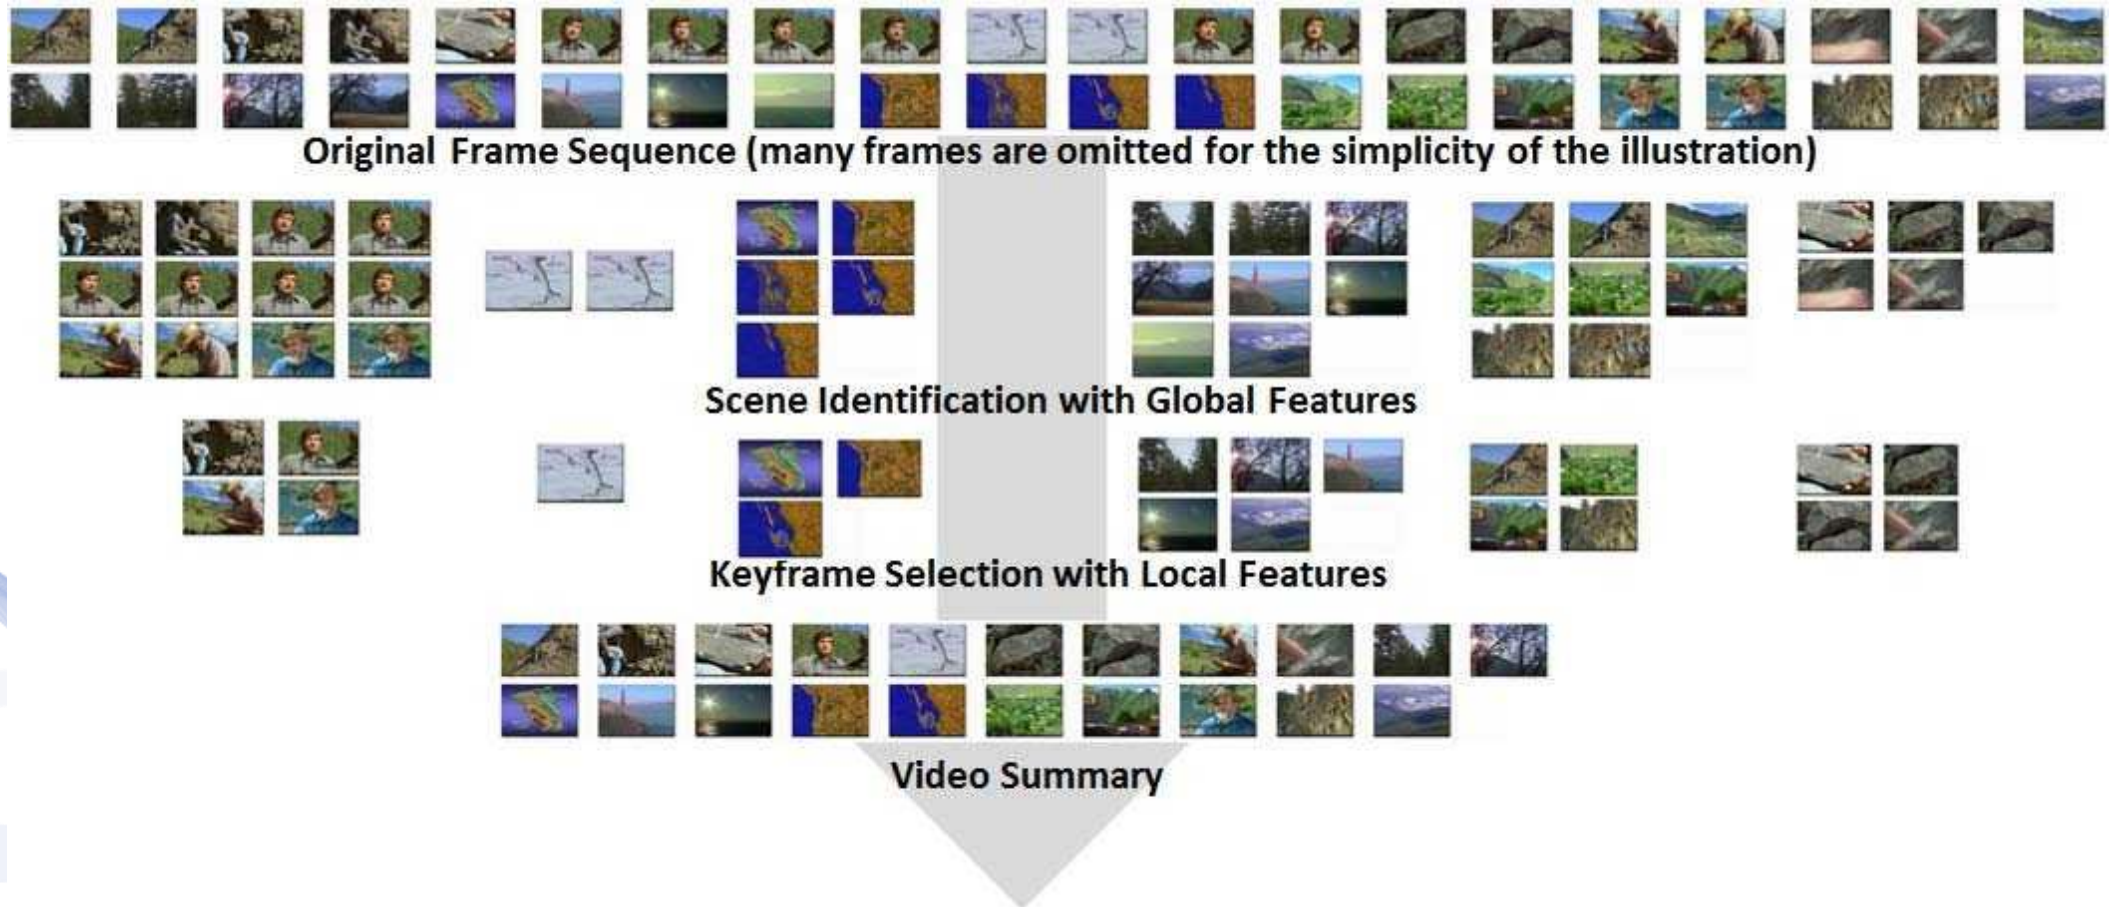 Original Frame Sequence (many frames are omitted for the simplicity of the illustration)
Scene Identification with Global Features
Keyframe Selection with Local Features
Video Summary